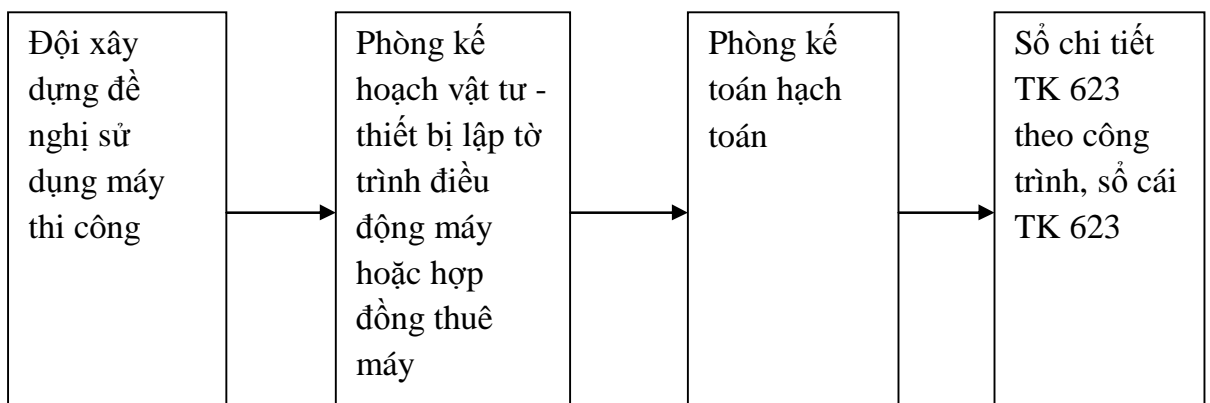 Đội xây
dựng đề
nghị sử
dụng máy
thi công
Phòng kế
hoạch vật tư -
thiết bị lập tờ
trình điều
động máy
hoặc hợp
đồng thuê
máy
Phòng kế
toán hạch
toán
Sổ chi tiết
TK 623
theo công
trình, sổ cái
TK 623